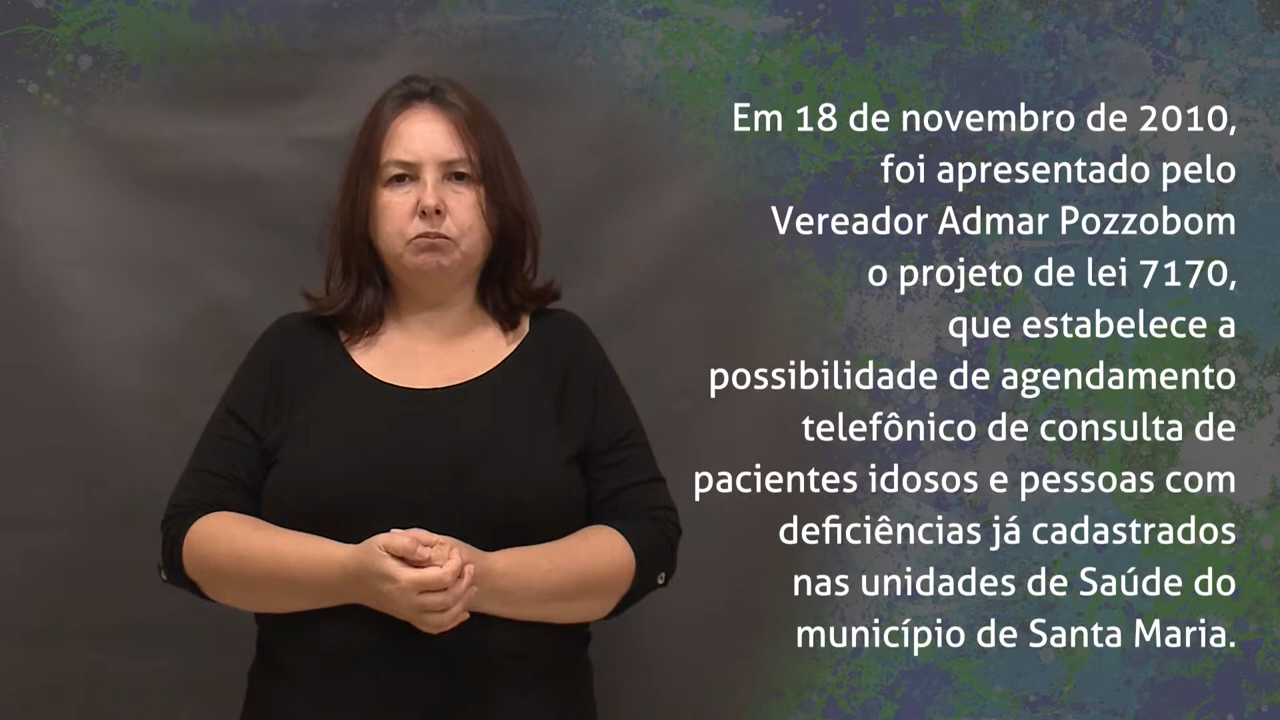 Em 18 de novembro de 2010,
foi apresentado pelo
Vereador Admar Pozzobom
o projeto de lei 7170,
que estabelece a
possibilidade de agendamento
telefônico de consulta de
pacientes idosos e pessoas com
deficiências já cadastrados
nas unidades de Saúde do
município de Santa Maria.